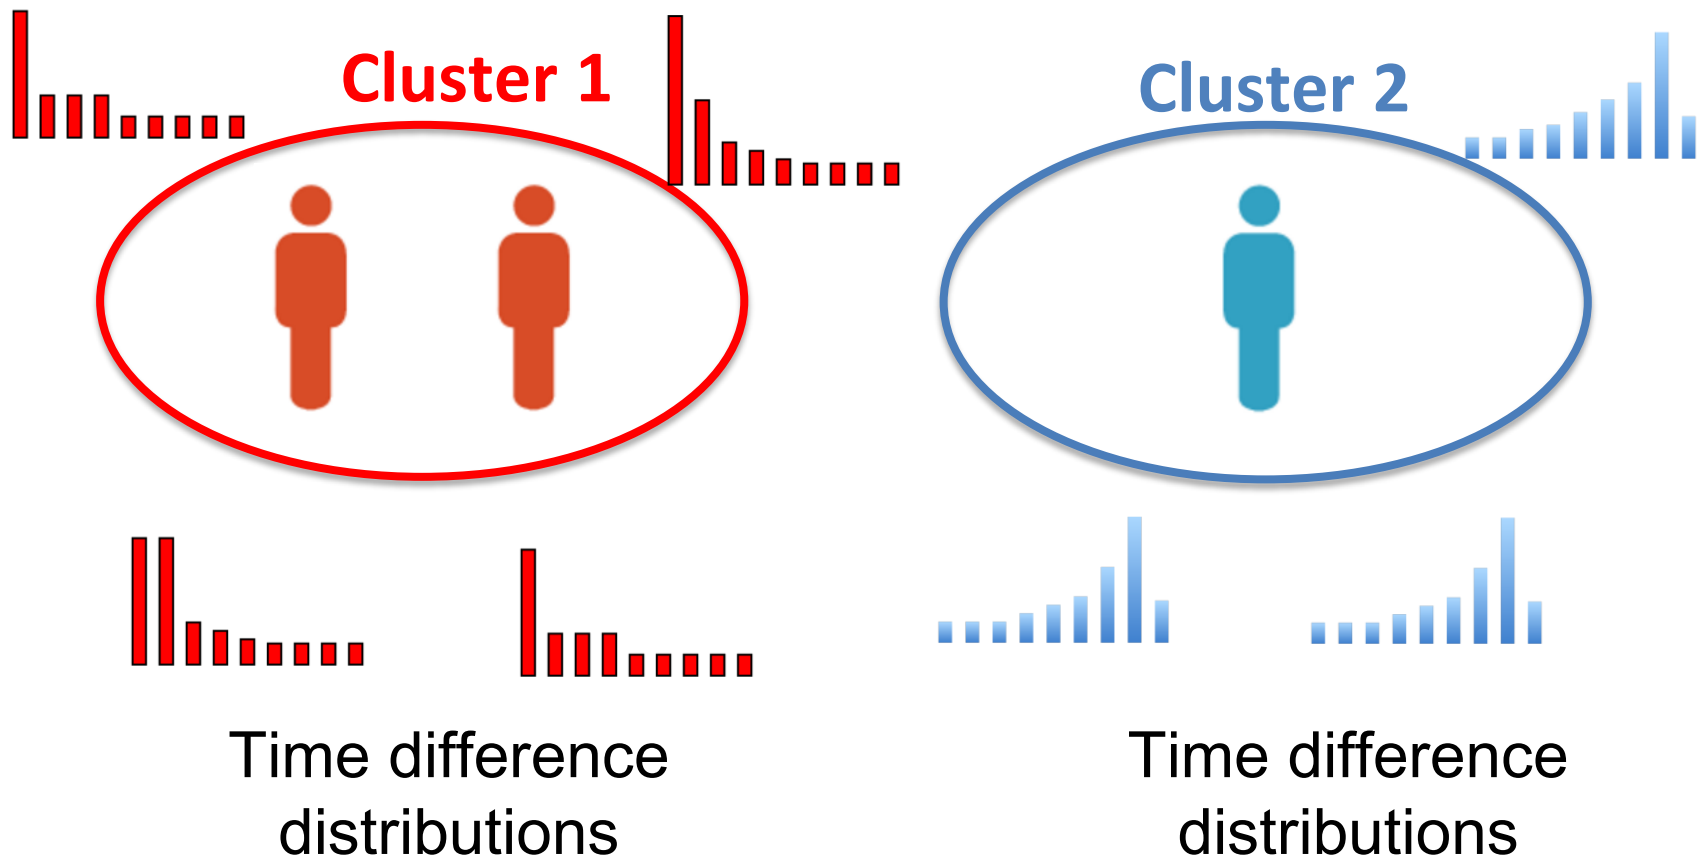 Cluster 1
Cluster 2
Time difference
distributions
Time difference
distributions